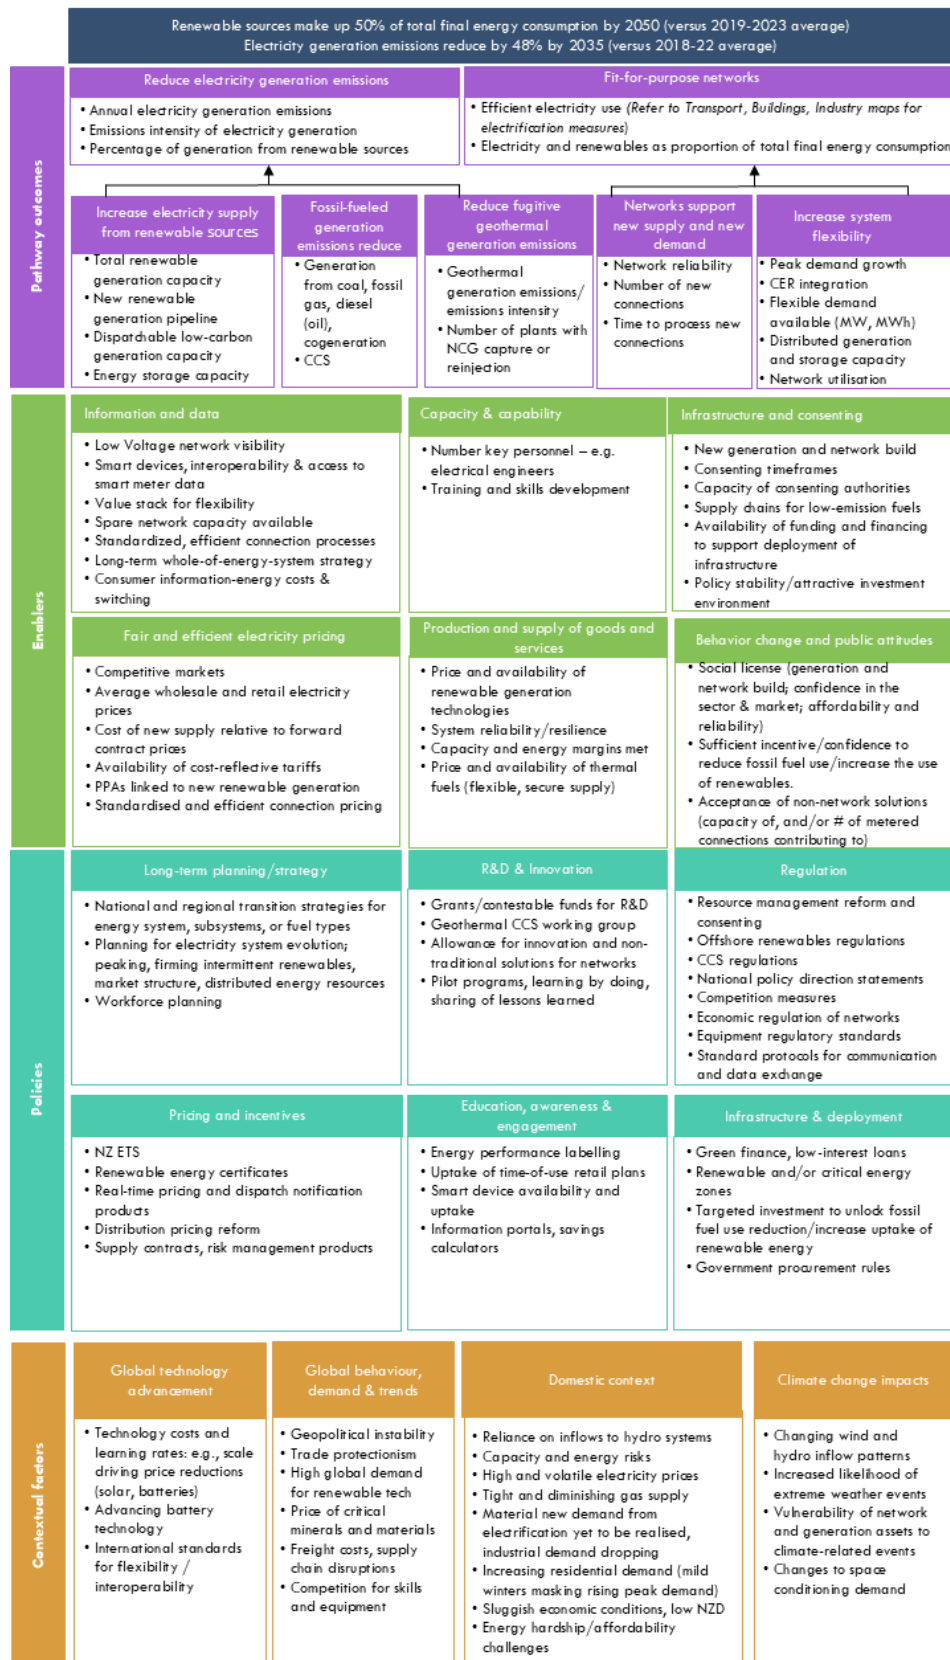 Renewable sources make up 50% of total final energy consumption by 2050 (versus 2019-2023 average)
Electricity generation emissions reduce by 48% by 2035 (versus 2018-22 average)
Pathway outcomes
Reduce electricity generation emissions
• Annual electricity generation emissions
• Emissions intensity of electricity generation
• Percentage of generation from renewable sources
Fit-for-purpose networks
• Efficient electricity use (Refer to Transport, Buildings, Industry maps for
electrification measures)
• Electricity and renewables as proportion of total final energy consumption
Increase electricity supply
from renewable sources
• Total renewable
generation capacity
• New renewable
generation pipeline
• Dispatchable low-carbon
generation capacity
• Energy storage capacity
Fossil-fueled
generation
emissions reduce
• Generation
from coal, fossil
gas, diesel
(oil),
cogeneration
• CCS
Reduce fugitive
geothermal
generation emissions
• Geothermal
generation emissions/
emissions intensity
• Number of plants with
NCG capture or
reinjection
Networks support
new supply and new
demand
• Network reliability
• Number of new
connections
• Time to process new
connections
Increase system
flexibility
• Peak demand growth
• CER integration
• Flexible demand
available (MW, MWh)
• Distributed generation
and storage capacity
• Network utilisation
Enablers
Information and data
• Low Voltage network visibility
• Smart devices, interoperability & access to
smart meter data
• Value stack for flexibility
• Spare network capacity available
• Standardized, efficient connection processes
• Long-term whole-of-energy-system strategy
• Consumer information-energy costs &
switching
Capacity & capability
• Number key personnel – e.g.
electrical engineers
• Training and skills development
Infrastructure and consenting
• New generation and network build
• Consenting timeframes
• Capacity of consenting authorities
• Supply chains for low-emission fuels
• Availability of funding and financing
to support deployment of
infrastructure
• Policy stability/attractive investment
environment
Fair and efficient electricity pricing
• Competitive markets
• Average wholesale and retail electricity
prices
• Cost of new supply relative to forward
contract prices
• Availability of cost-reflective tariffs
• PPAs linked to new renewable generation
• Standardised and efficient connection pricing
Production and supply of goods and
services
• Price and availability of
renewable generation
technologies
• System reliability/resilience
• Capacity and energy margins met
• Price and availability of thermal
fuels (flexible, secure supply)
Behavior change and public attitudes
• Social license (generation and
network build; confidence in the
sector & market; affordability and
reliability)
• Sufficient incentive/confidence to
reduce fossil fuel use/increase the use
of renewables.
• Acceptance of non-network solutions
(capacity of, and/or # of metered
connections contributing to)
Policies
Long-term planning/strategy
• National and regional transition strategies for
energy system, subsystems, or fuel types
• Planning for electricity system evolution;
peaking, firming intermittent renewables,
market structure, distributed energy resources
• Workforce planning
R&D & Innovation
• Grants/contestable funds for R&D
• Geothermal CCS working group
• Allowance for innovation and non-
traditional solutions for networks
• Pilot programs, learning by doing,
sharing of lessons learned
Regulation
• Resource management reform and
consenting
• Offshore renewables regulations
• CCS regulations
• National policy direction statements
• Competition measures
• Economic regulation of networks
• Equipment regulatory standards
• Standard protocols for communication
and data exchange
Pricing and incentives
• NZ ETS
• Renewable energy certificates
• Real-time pricing and dispatch notification
products
• Distribution pricing reform
• Supply contracts, risk management products
Education, awareness &
engagement
• Energy performance labelling
• Uptake of time-of-use retail plans
• Smart device availability and
uptake
• Information portals, savings
calculators
Infrastructure & deployment
• Green finance, low-interest loans
• Renewable and/or critical energy
zones
• Targeted investment to unlock fossil
fuel use reduction/increase uptake of
renewable energy
• Government procurement rules
Contextual factors
Global technology
advancement
• Technology costs and
learning rates: e.g., scale
driving price reductions
(solar, batteries)
• Advancing battery
technology
• International standards
for flexibility /
interoperability
Global behaviour,
demand & trends
• Geopolitical instability
• Trade protectionism
• High global demand
for renewable tech
• Price of critical
minerals and materials
• Freight costs, supply
chain disruptions
• Competition for skills
and equipment
Domestic context
• Reliance on inflows to hydro systems
• Capacity and energy risks
• High and volatile electricity prices
• Tight and diminishing gas supply
• Material new demand from
electrification yet to be realised,
industrial demand dropping
• Increasing residential demand (mild
winters masking rising peak demand)
• Sluggish economic conditions, low NZD
• Energy hardship/affordability
challenges
Climate change impacts
• Changing wind and
hydro inflow patterns
• Increased likelihood of
extreme weather events
• Vulnerability of network
and generation assets to
climate-related events
• Changes to space
conditioning demand